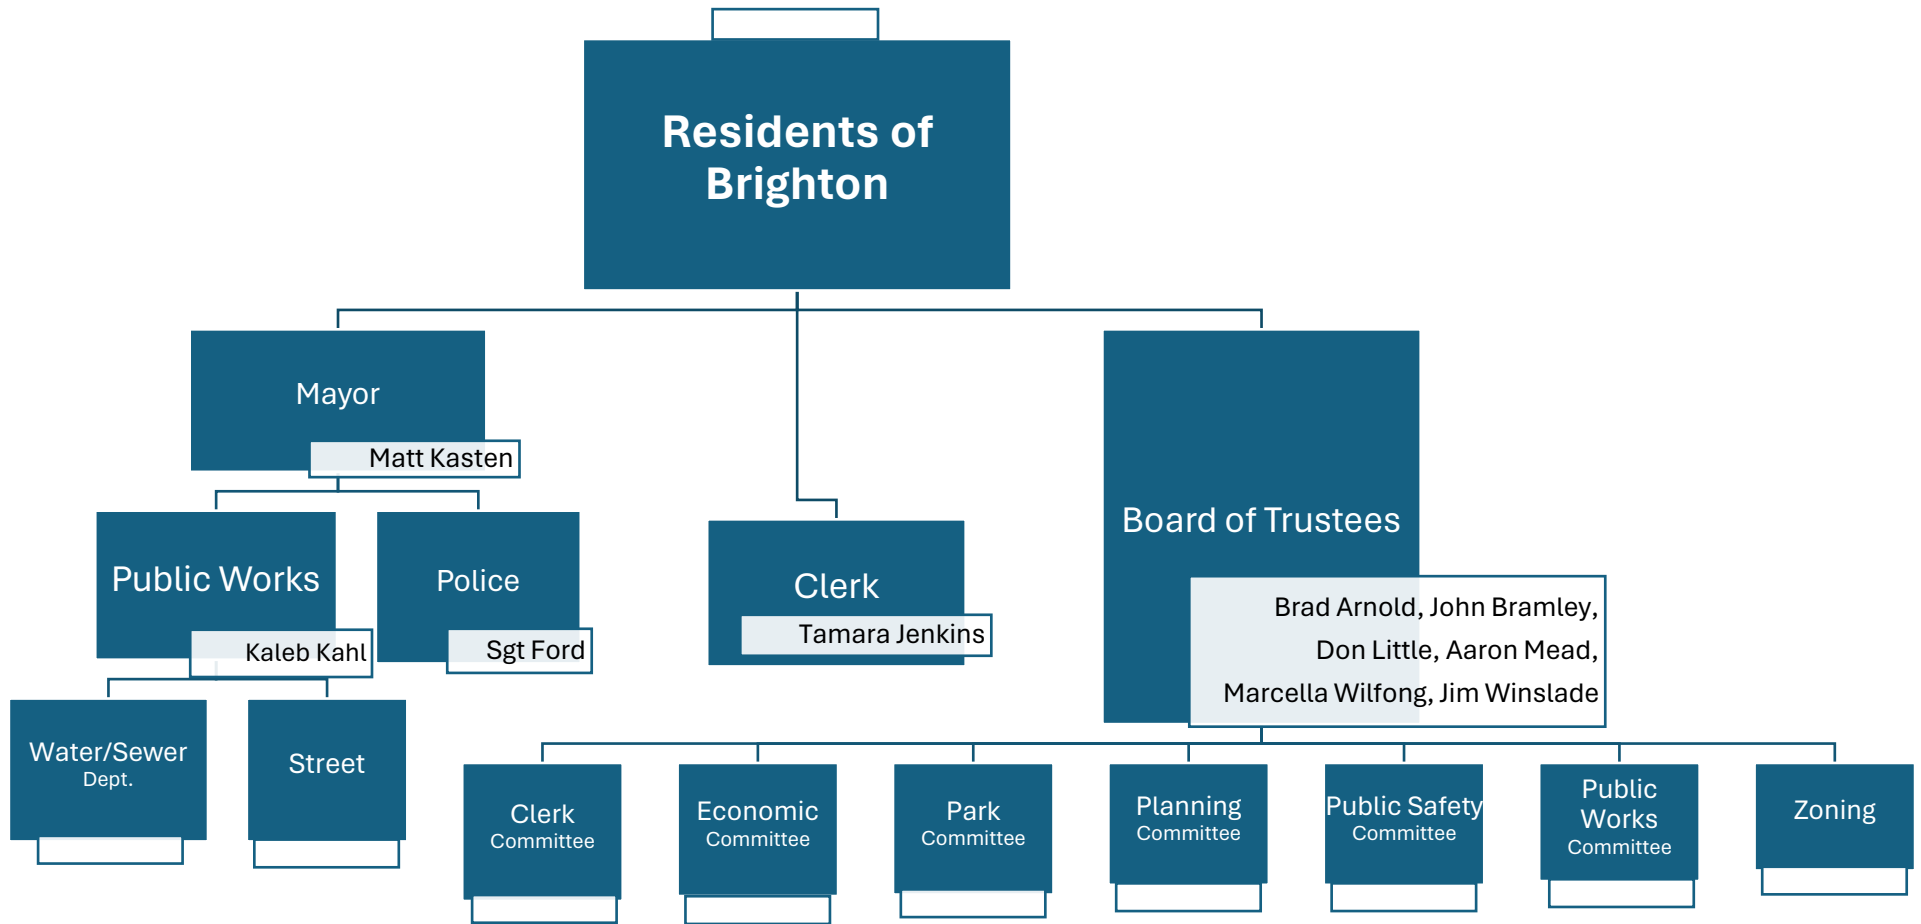 Residents of
Brighton
Mayor
Matt Kasten
Public Works
Kaleb Kahl
Police
Sgt Ford
Water/Sewer
Dept.
Street
Clerk
Tamara Jenkins
Board of Trustees
Brad Arnold, John Bramley,
Don Little, Aaron Mead,
Marcella Wilfong, Jim Winslade
Clerk
Committee
Economic
Committee
Park
Committee
Planning
Committee
Public Safety
Committee
Public
Works
Committee
Zoning